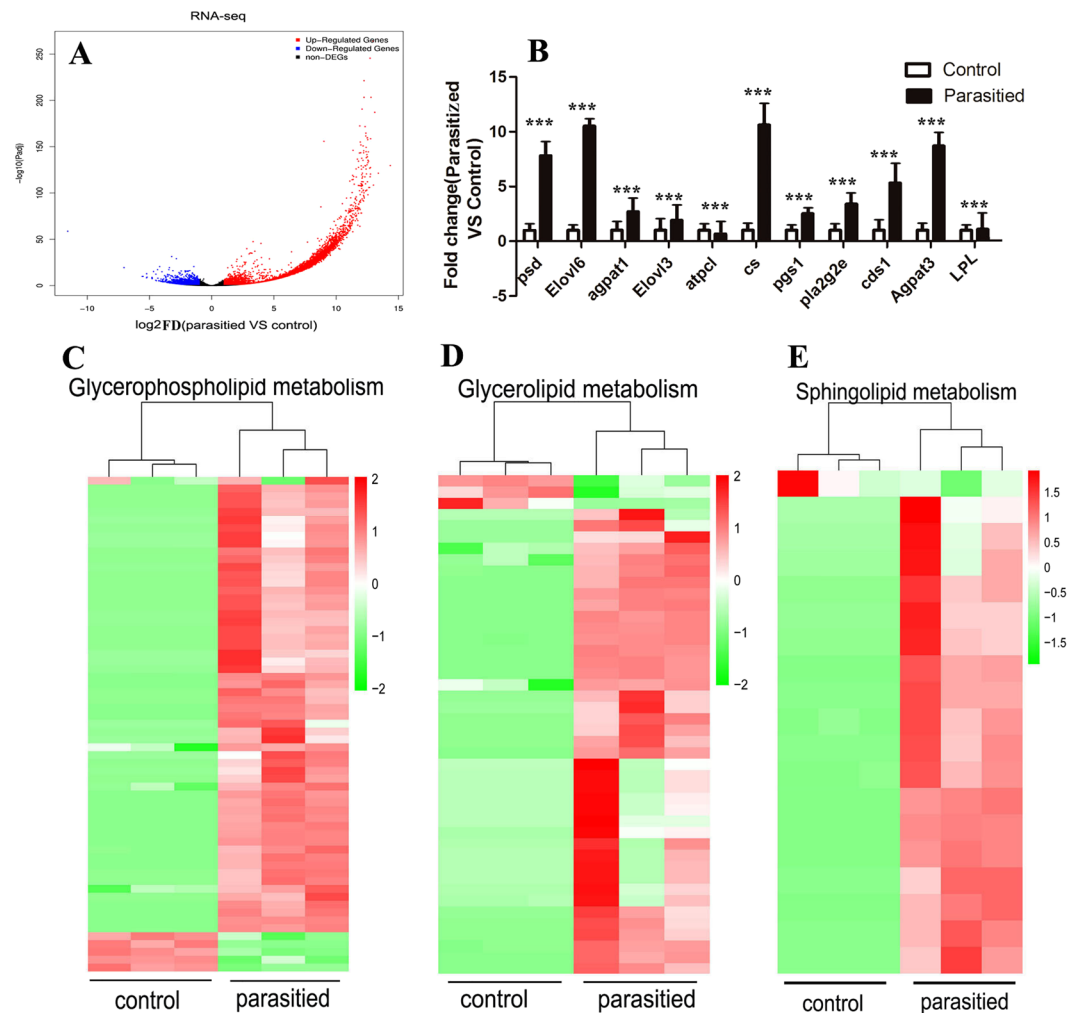 RNA-seq
A
Up-Regulated Genes
Down-Regulated Genes
non-DEGs
-log10(Padj)
250
200
150
100
50
0
-10
-5
0
5
10
15
log2FD(parasitied VS control)
B
Control
Parasitied
Fold change(Parasitized
VS Control)
15
10
5
0
-5
***
***
***
***
***
***
***
***
***
***
***
psd
Elovl6
agpat1
Elovl3
atpcl
cs
pgs1
pla2g2e
cds1
Agpat3
LPL
C
Glycerophospholipid metabolism
2
1
0
-1
-2
control
parasitied
D
Glycerolipid metabolism
2
1
0
-1
-2
control
parasitied
E
Sphingolipid metabolism
1.5
1
0.5
0
-0.5
-1
-1.5
control
parasitied